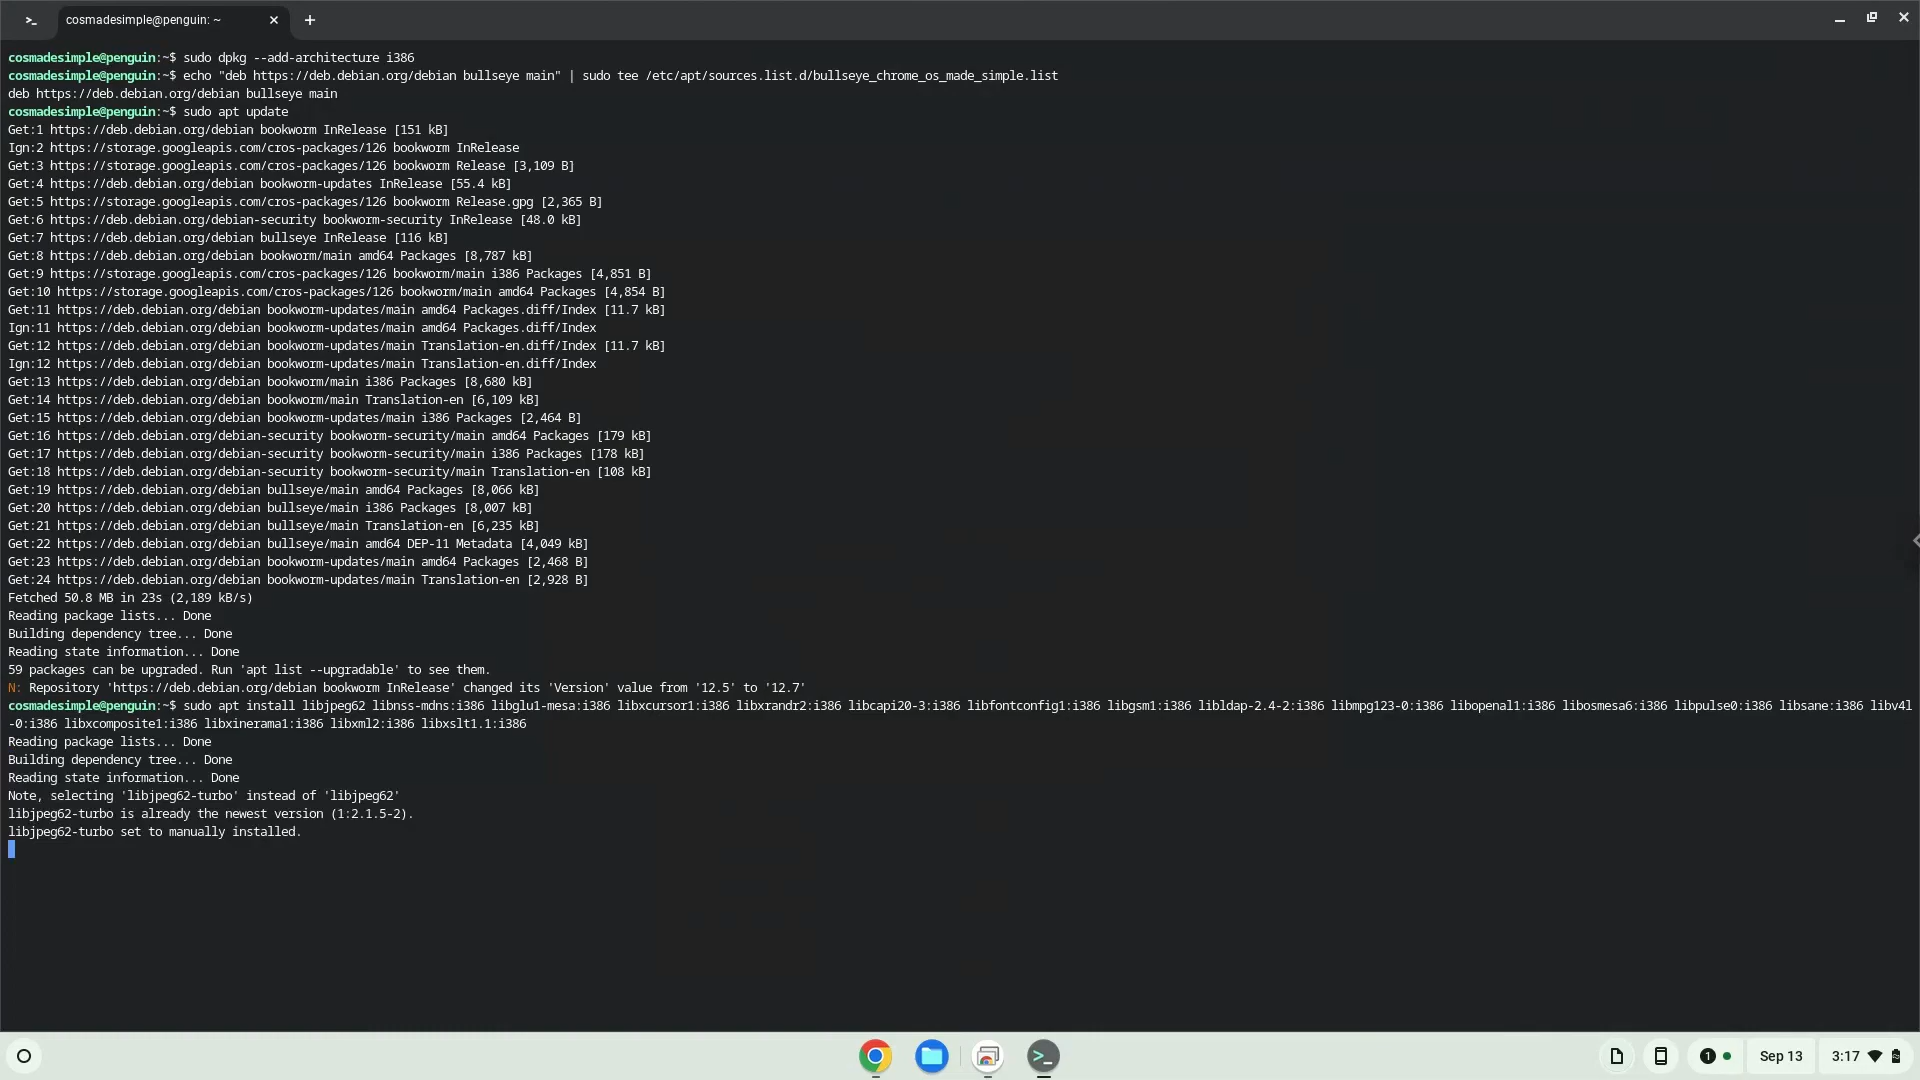 cosmadesimple@penguin: ~
cosmadesimple@penguin:~$ sudo dpkg --add-architecture i386
cosmadesimple@penguin:~$ echo "deb https://deb.debian.org/debian bullseye main" | sudo tee /etc/apt/sources.list.d/bullseye_chrome_os_made_simple.list
deb https://deb.debian.org/debian bullseye main
cosmadesimple@penguin:~$ sudo apt update
Get:1 https://deb.debian.org/debian bookworm InRelease [151 kB]
Ign:2 https://storage.googleapis.com/cros-packages/126 bookworm InRelease
Get:3 https://storage.googleapis.com/cros-packages/126 bookworm Release [3,109 B]
Get:4 https://deb.debian.org/debian bookworm-updates InRelease [55.4 kB]
Get:5 https://storage.googleapis.com/cros-packages/126 bookworm Release.gpg [2,365 B]
Get:6 https://deb.debian.org/debian-security bookworm-security InRelease [48.0 kB]
Get:7 https://deb.debian.org/debian bullseye InRelease [116 kB]
Get:8 https://deb.debian.org/debian bookworm/main amd64 Packages [8,787 kB]
Get:9 https://storage.googleapis.com/cros-packages/126 bookworm/main i386 Packages [4,851 B]
Get:10 https://storage.googleapis.com/cros-packages/126 bookworm/main amd64 Packages [4,854 B]
Get:11 https://deb.debian.org/debian bookworm-updates/main amd64 Packages.diff/Index [11.7 kB]
Ign:11 https://deb.debian.org/debian bookworm-updates/main amd64 Packages.diff/Index
Get:12 https://deb.debian.org/debian bookworm-updates/main Translation-en.diff/Index [11.7 kB]
Ign:12 https://deb.debian.org/debian bookworm-updates/main Translation-en.diff/Index
Get:13 https://deb.debian.org/debian bookworm/main i386 Packages [8,680 kB]
Get:14 https://deb.debian.org/debian bookworm/main Translation-en [6,109 kB]
Get:15 https://deb.debian.org/debian bookworm-updates/main i386 Packages [2,464 B]
Get:16 https://deb.debian.org/debian-security bookworm-security/main amd64 Packages [179 kB]
Get:17 https://deb.debian.org/debian-security bookworm-security/main i386 Packages [178 kB]
Get:18 https://deb.debian.org/debian-security bookworm-security/main Translation-en [108 kB]
Get:19 https://deb.debian.org/debian bullseye/main amd64 Packages [8,066 kB]
Get:20 https://deb.debian.org/debian bullseye/main i386 Packages [8,007 kB]
Get:21 https://deb.debian.org/debian bullseye/main Translation-en [6,235 kB]
Get:22 https://deb.debian.org/debian bullseye/main amd64 DEP-11 Metadata [4,049 kB]
Get:23 https://deb.debian.org/debian bookworm-updates/main amd64 Packages [2,468 B]
Get:24 https://deb.debian.org/debian bookworm-updates/main Translation-en [2,928 B]
Fetched 50.8 MB in 23s (2,189 kB/s)
Reading package lists... Done
Building dependency tree... Done
Reading state information... Done
59 packages can be upgraded. Run 'apt list --upgradable' to see them.
N: Repository 'https://deb.debian.org/debian bookworm InRelease' changed its 'Version' value from '12.5' to '12.7'
cosmadesimple@penguin:~$ sudo apt install libjpeg62 libnss-mdns:i386 libglu1-mesa:i386 libxcursor1:i386 libxrandr2:i386 libcapi20-3:i386 libfontconfig1:i386 libgsm1:i386 libldap-2.4-2:i386 libmpg123-0:i386 libopenal1:i386 libosmesa6:i386 libpulse0:i386 libsane:i386 libv4l
-0:i386 libxcomposite1:i386 libxinerama1:i386 libxml2:i386 libxslt1.1:i386
Reading package lists... Done
Building dependency tree... Done
Reading state information... Done
Note, selecting 'libjpeg62-turbo' instead of 'libjpeg62'
libjpeg62-turbo is already the newest version (1:2.1.5-2).
libjpeg62-turbo set to manually installed.
1
Sep 13
3:17